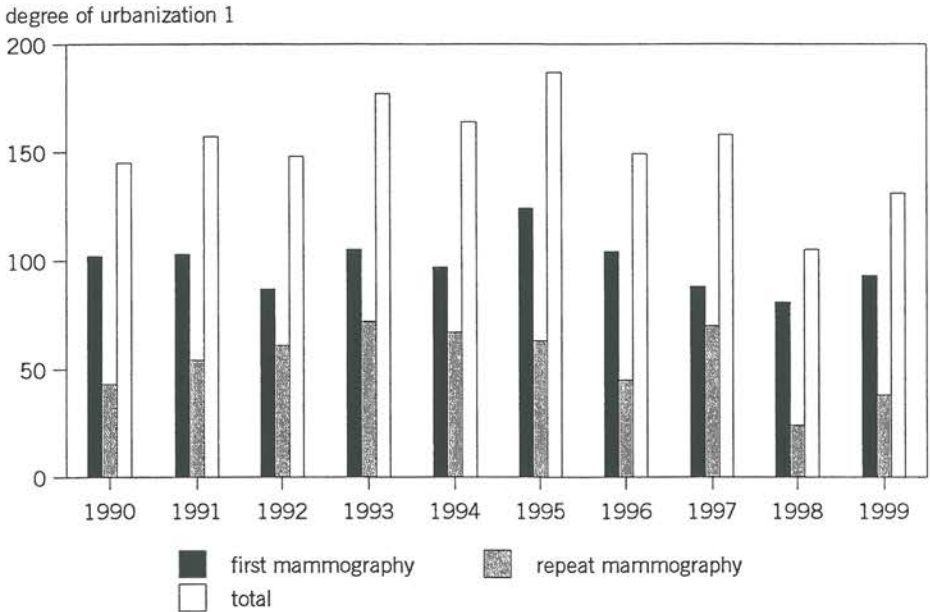 degree of urbanization 1
200
150
100
50
0
1990 1991 1992 1993 1994 1995 1996 1997 1998 1999
first mammography repeat mammography
total